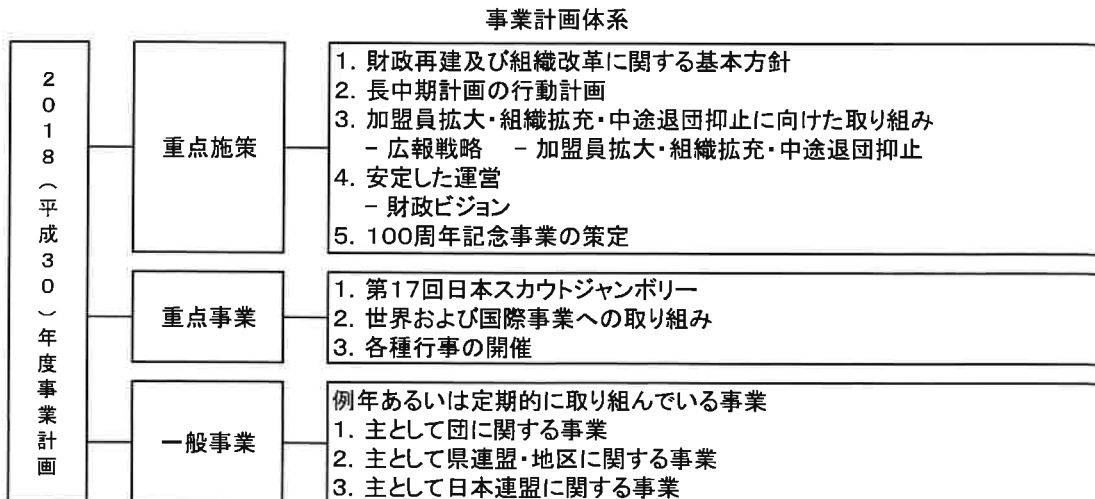 事業計画体系
2018(平成30)年度事業計画
重点施策
1. 財政再建及び組織改革に関する基本方針
2. 長中期計画の行動計画
3. 加盟員拡大・組織拡充・中途退団抑止に向けた取り組み
− 広報戦略 − 加盟員拡大・組織拡充・中途退団抑止
4. 安定した運営
− 財政ビジョン
5. 100周年記念事業の策定
重点事業
1. 第17回日本スカウトジャンボリー
2. 世界および国際事業への取り組み
3. 各種行事の開催
一般事業
例年あるいは定期的に取り組んでいる事業
1. 主として団に関する事業
2. 主として県連盟・地区に関する事業
3. 主として日本連盟に関する事業